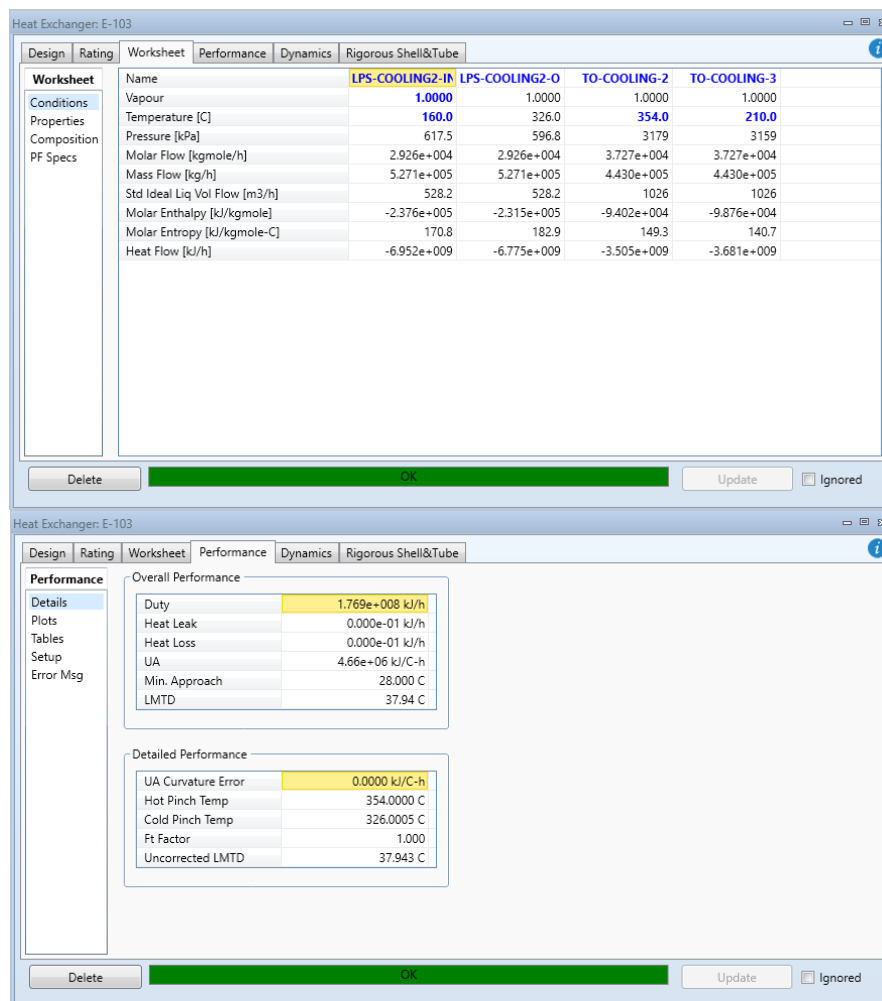 Heat Exchanger: E-103
Design Rating Worksheet Performance Dynamics Rigorous Shell&Tube
Worksheet
Conditions
Properties
Composition
PF Specs
Name LPS-COOLING2-IN LPS-COOLING2-O TO-COOLING-2 TO-COOLING-3
Vapour 1.0000 1.0000 1.0000 1.0000
Temperature [C] 160.0 326.0 354.0 210.0
Pressure [kPa] 617.5 596.8 3179 3159
Molar Flow [kgmole/h] 2.926e+004 2.926e+004 3.727e+004 3.727e+004
Mass Flow [kg/h] 5.271e+005 5.271e+005 4.430e+005 4.430e+005
Std Ideal Liq Vol Flow [m3/h] 528.2 528.2 1026 1026
Molar Enthalpy [kJ/kgmole] -2.376e+005 -2.315e+005 -9.402e+004 -9.876e+004
Molar Entropy [kJ/kgmole-C] 170.8 182.9 149.3 140.7
Heat Flow [kJ/h] -6.952e+009 -6.775e+009 -3.505e+009 -3.681e+009
Delete OK Update Ignored
Heat Exchanger: E-103
Design Rating Worksheet Performance Dynamics Rigorous Shell&Tube
Performance
Details
Plots
Tables
Setup
Error Msg
Overall Performance
Duty 1.769e+008 kJ/h
Heat Leak 0.000e-01 kJ/h
Heat Loss 0.000e-01 kJ/h
UA 4.66e+06 kJ/C-h
Min. Approach 28.000 C
LMTD 37.94 C
Detailed Performance
UA Curvature Error 0.0000 kJ/C-h
Hot Pinch Temp 354.0000 C
Cold Pinch Temp 326.0005 C
Ft Factor 1.000
Uncorrected LMTD 37.943 C
Delete OK Update Ignored